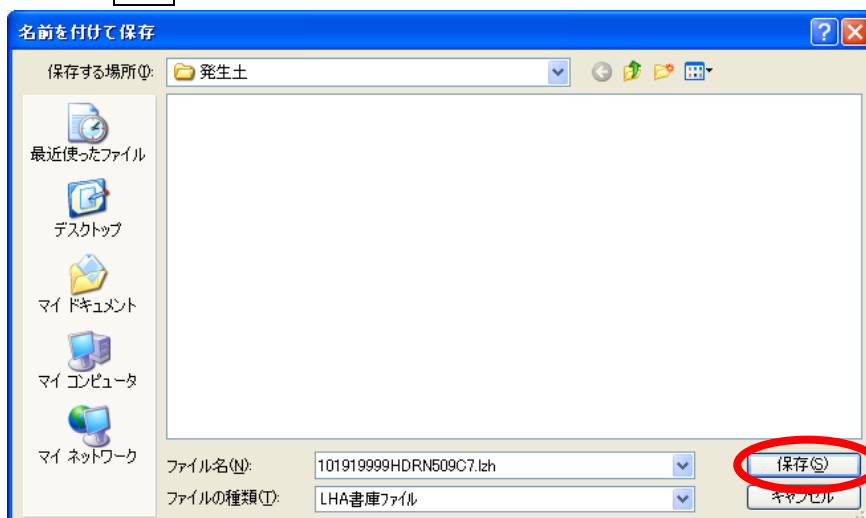 名前を付けて保存
保存する場所(I): 発生土
最近使ったファイル
デスクトップ
マイ ドキュメント
マイ コンピュータ
マイ ネットワーク
ファイル名(N): 101919999HDRN509C7.lzh 保存(S)
ファイルの種類(T): LHA書庫ファイル キャンセル